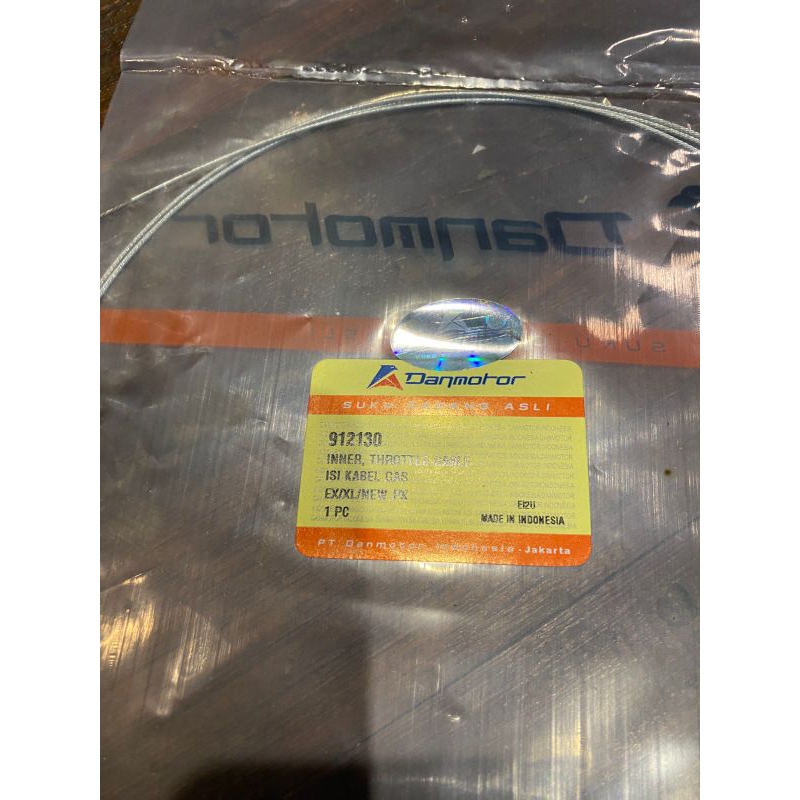 Danmotor
Danmotor
SUKU CADANG ASLI
912130
INNER, THROTTLE CABLE
ISI KABEL GAS
EX/XL/NEW PX
1 PC
MADE IN INDONESIA
PT. Danmotor Indonesia - Jakarta